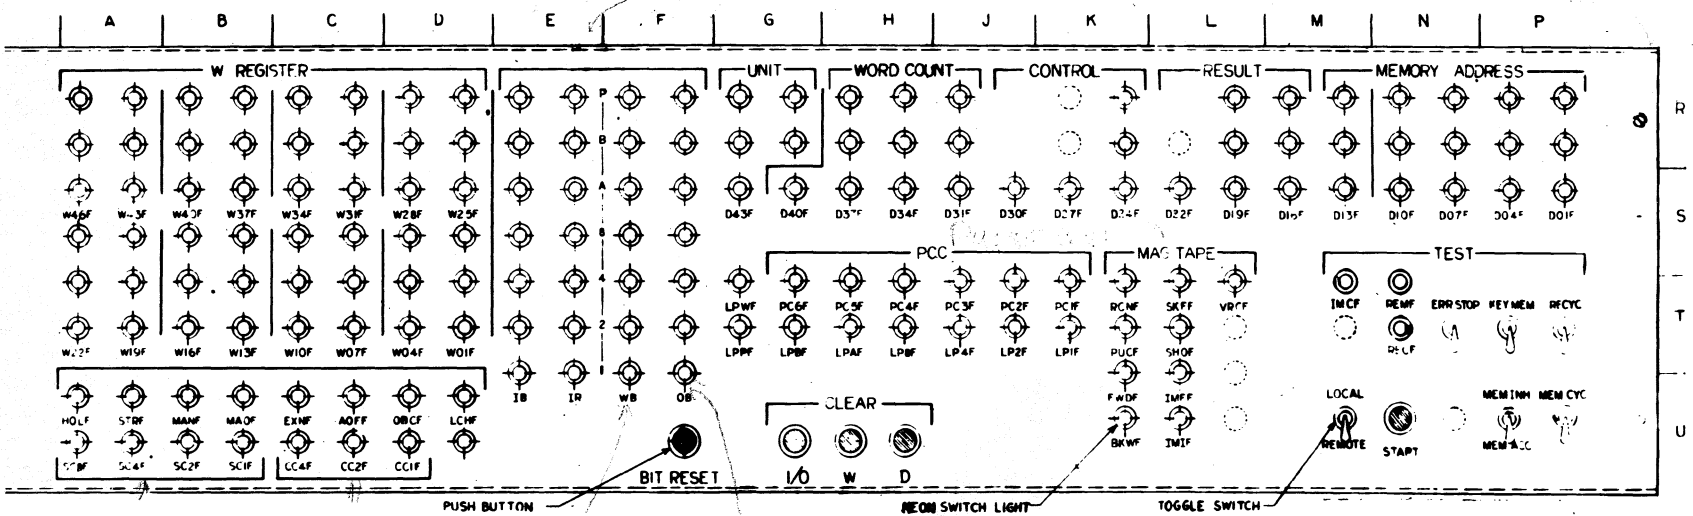 A B C D E F G H J K L M N P
W REGISTER UNIT WORD COUNT CONTROL RESULT MEMORY ADDRESS
P
R
B
A
W46F W43F W40F W37F W34F W31F W28F W25F D43F D40F D37F D34F D31F D30F D27F D24F D22F D19F D16F D13F D10F D07F D04F D01F
S
8
PCC MAG TAPE TEST
4
LPWF PC6F PC5F PC4F PC3F PC2F PC1F RCNF SKFF VRCF IMCF REMF ERR STOP KEY MEM RECYC
T
2
W22F W19F W16F W13F W10F W07F W04F W01F LPPF LPBF LPAF LP8F LP4F LP2F LP1F PUCF SHOF RECF
1
IB IR WB OB FWDF IMFF LOCAL MEM INH MEM CYC
HOLF STRF MANF MAOF EXNF AOFF OBCF LCHF
CLEAR
U
BKWF IMIF REMOTE START MEM ACC
SC8F SC4F SC2F SC1F CC4F CC2F CC1F
BIT RESET I/O W D
PUSH BUTTON NEON SWITCH LIGHT TOGGLE SWITCH